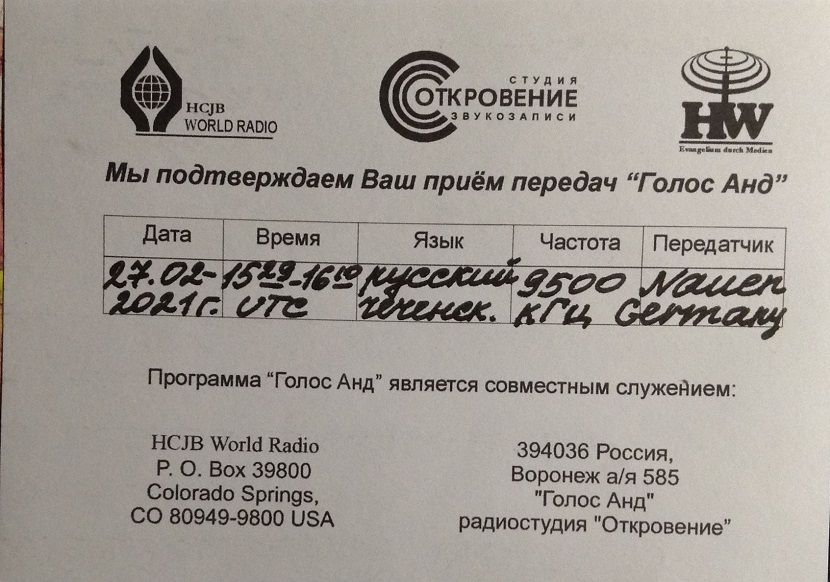 HCJB
WORLD RADIO
СТУДИЯ
ОТКРОВЕНИЕ
ЗВУКОЗАПИСИ
HW
Evangelium durch Medien
Мы подтверждаем Ваш приём передач “Голос Анд”
Дата Время Язык Частота Передатчик
27.02- 15 29 -16 10 русский 9500 Nauen
2021г. UTC чеченск. кГц Germany
Программа “Голос Анд” является совместным служением:
HCJB World Radio
P. O. Box 39800
Colorado Springs,
CO 80949-9800 USA
394036 Россия,
Воронеж а/я 585
"Голос Анд"
радиостудия "Откровение”